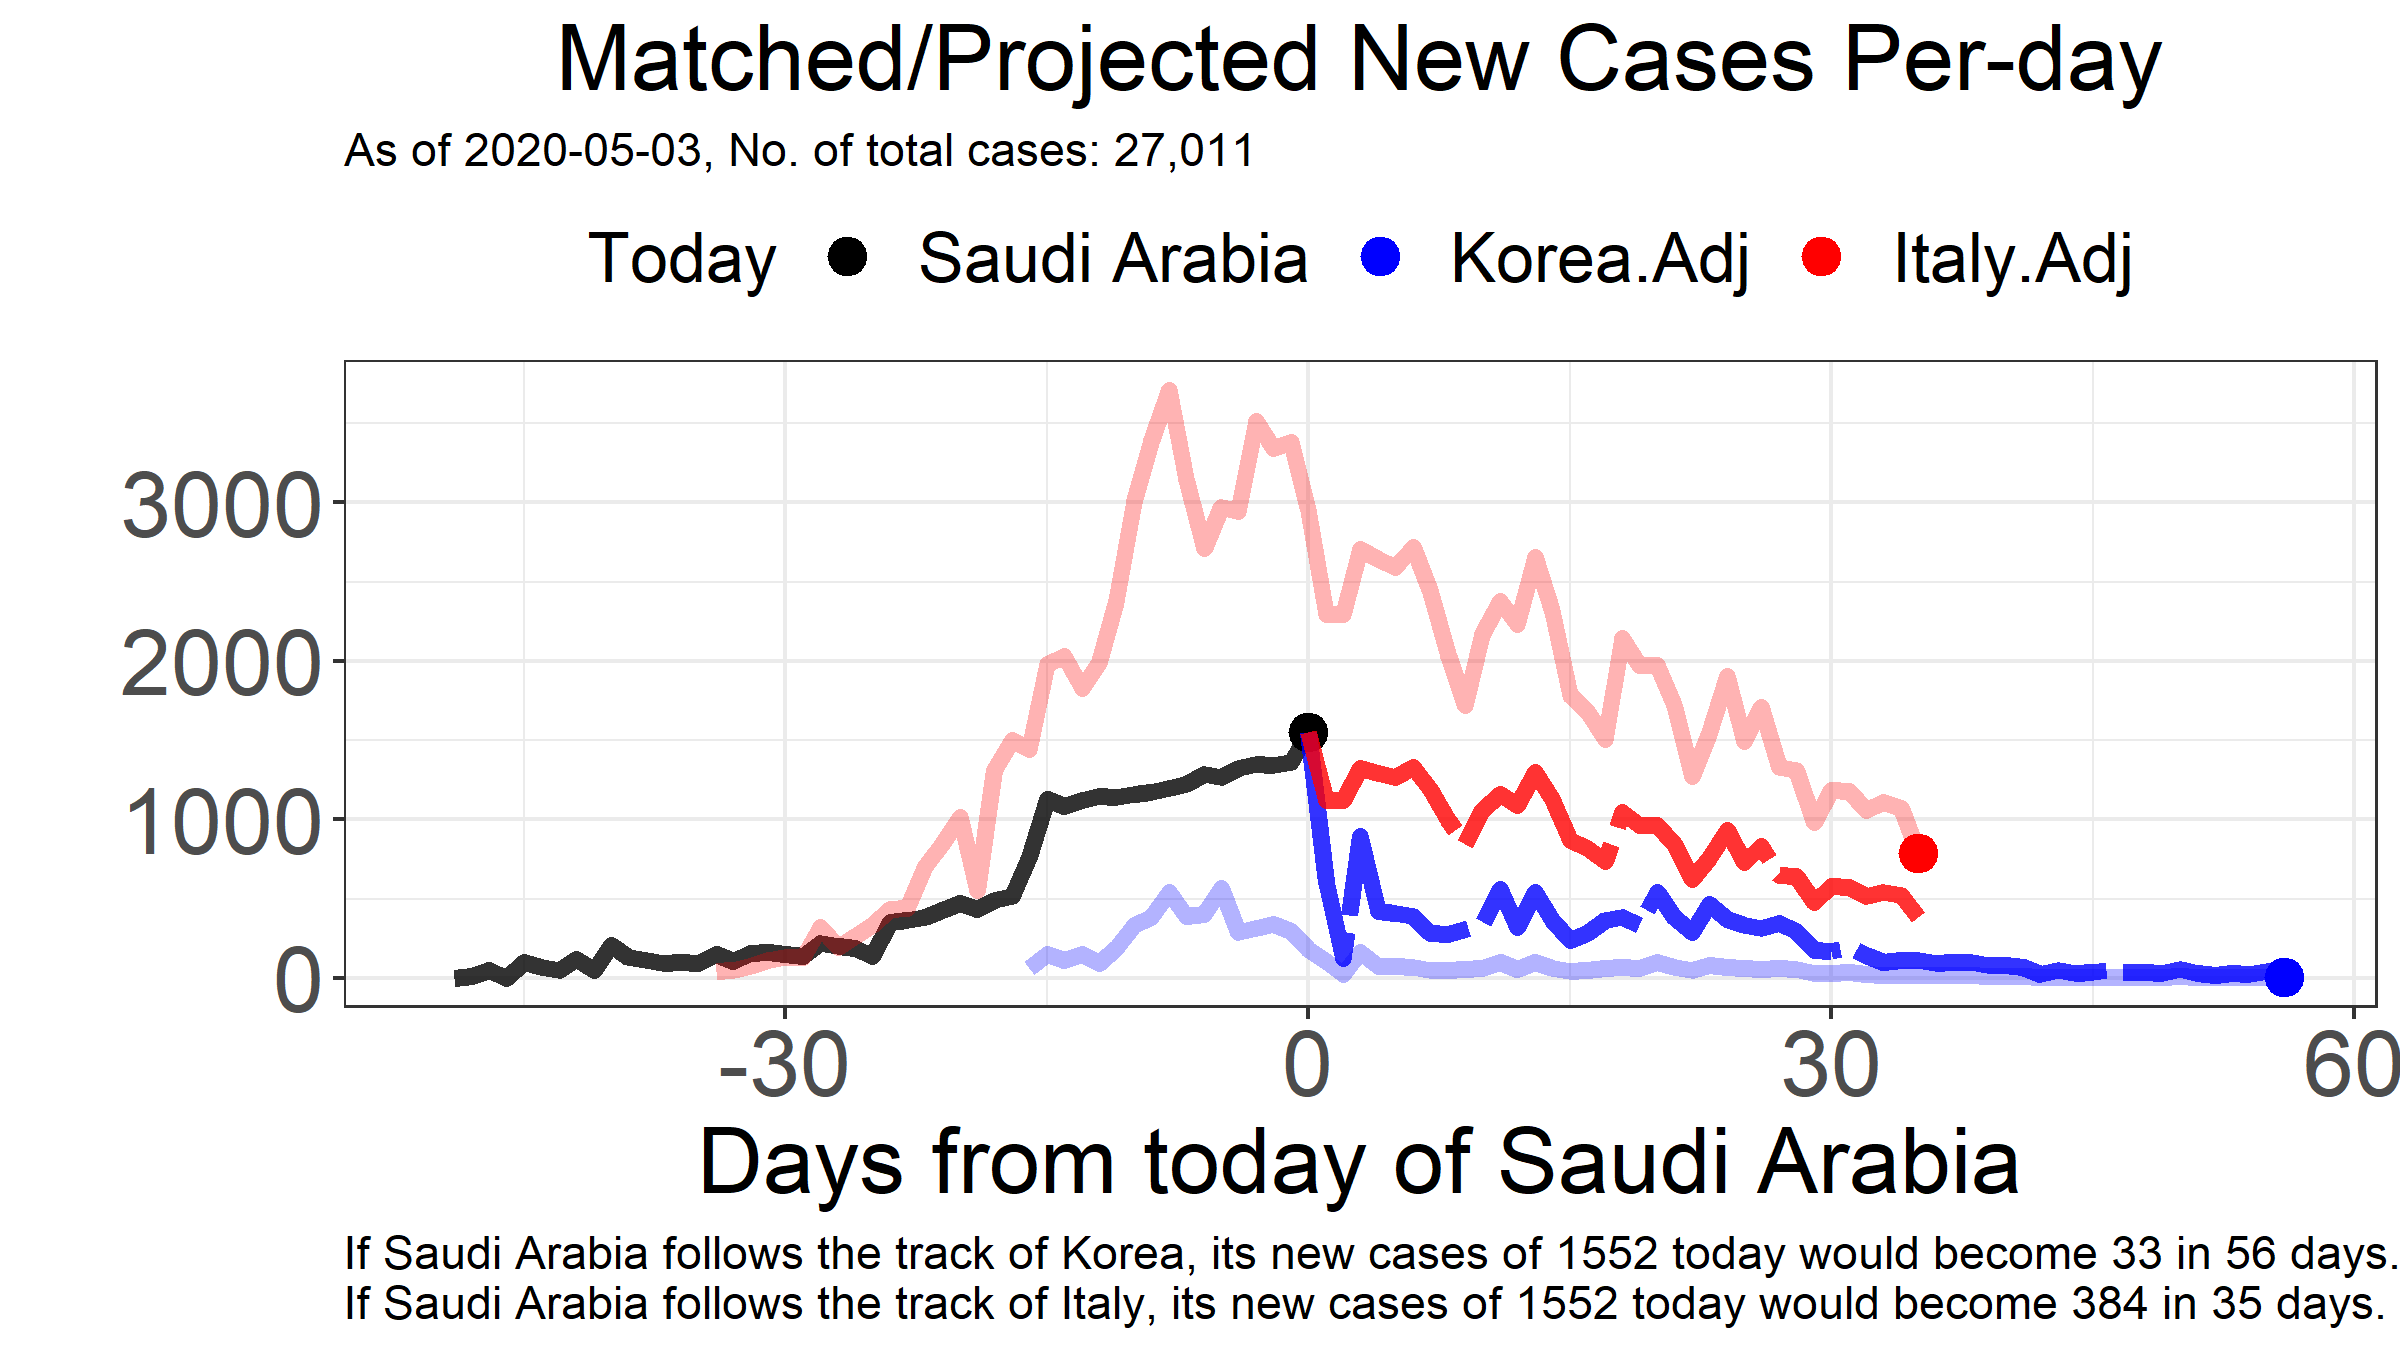 Matched/Projected New Cases Per-day
As of 2020-05-03, No. of total cases: 27,011
Today Saudi Arabia Korea.Adj Italy.Adj
3000
2000
1000
0
-30 0 30 60
Days from today of Saudi Arabia
If Saudi Arabia follows the track of Korea, its new cases of 1552 today would become 33 in 56 days.
If Saudi Arabia follows the track of Italy, its new cases of 1552 today would become 384 in 35 days.